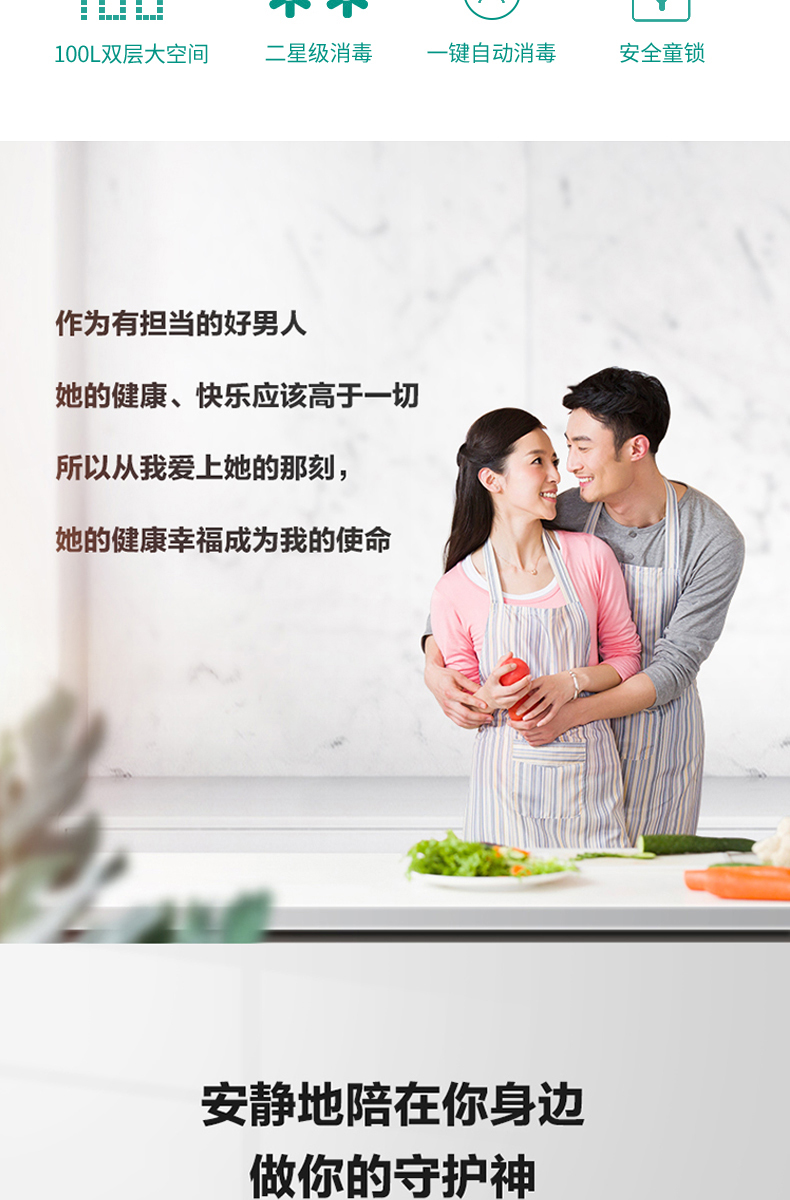 100L双层大空间
二星级消毒
一键自动消毒
安全童锁
作为有担当的好男人
她的健康、快乐应该高于一切
所以从我爱上她的那刻，
她的健康幸福成为我的使命
安静地陪在你身边
做你的守护神